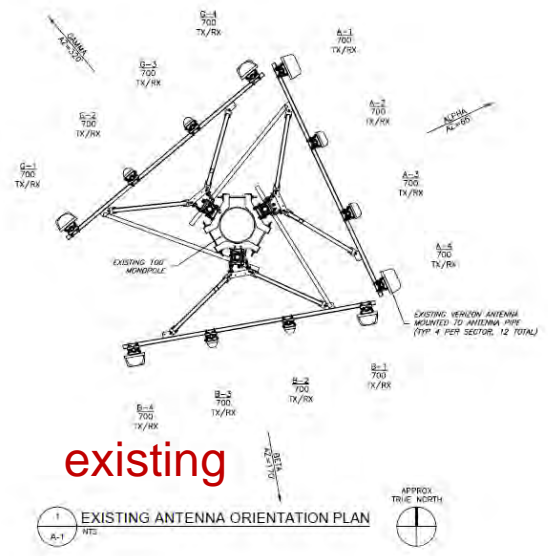 G-4
700
TX/RX
A-1
700
TX/RX
GAMMA
AZ=320
G-3
700
TX/RX
A-2
700
TX/RX
ALPHA
AZ=65
G-2
700
TX/RX
G-1
700
TX/RX
A-3
700
TX/RX
A-4
700
TX/RX
EXISTING 100'
MONOPOLE
EXISTING VERIZON ANTENNA
MOUNTED TO ANTENNA PIPE
(TYP 4 PER SECTOR, 12 TOTAL)
B-1
700
TX/RX
B-2
700
TX/RX
B-3
700
TX/RX
B-4
700
TX/RX
BETA
AZ=170
existing
1
A-1
EXISTING ANTENNA ORIENTATION PLAN
NTS
APPROX
TRUE NORTH